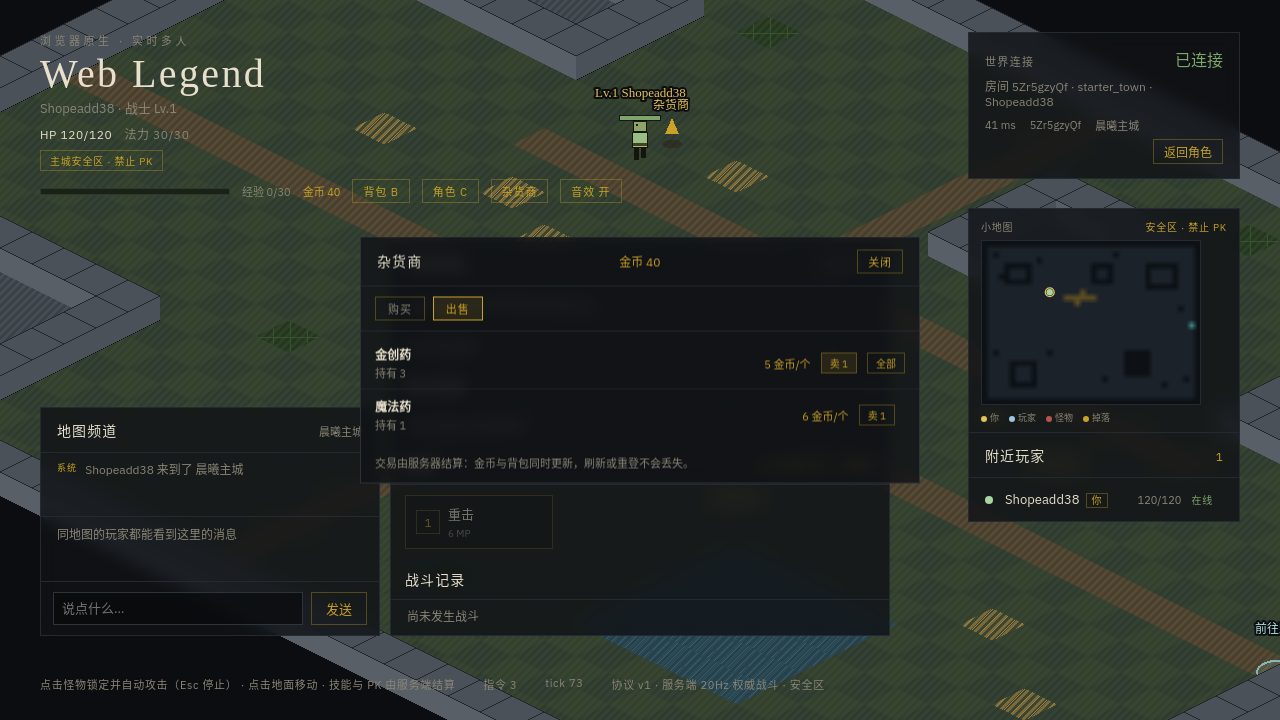 浏览器原生 · 实时多人
Web Legend
Shopeadd38 · 战士 Lv.1
HP 120/120 法力 30/30
主城安全区 · 禁止 PK
经验 0/30 金币 40 背包 B 角色 C 杂货商 音效 开
Lv.1 Shopeadd38
杂货商
世界连接 已连接
房间 5Zr5gzyQf · starter_town ·
Shopeadd38
41 ms 5Zr5gzyQf 晨曦主城
返回角色
小地图 安全区 · 禁止 PK
你 玩家 怪物 掉落
附近玩家 1
Shopeadd38 你 120/120 在线
杂货商 金币 40 关闭
购买 出售
金创药
持有 3
5 金币/个 卖 1 全部
魔法药
持有 1
6 金币/个 卖 1
交易由服务器结算：金币与背包同时更新，刷新或重登不会丢失。
地图频道 晨曦主城
系统 Shopeadd38 来到了 晨曦主城
同地图的玩家都能看到这里的消息
说点什么... 发送
1 重击
6 MP
战斗记录
尚未发生战斗
前往
点击怪物锁定并自动攻击（Esc 停止） · 点击地面移动 · 技能与 PK 由服务端结算 指令 3 tick 73 协议 v1 · 服务端 20Hz 权威战斗 · 安全区